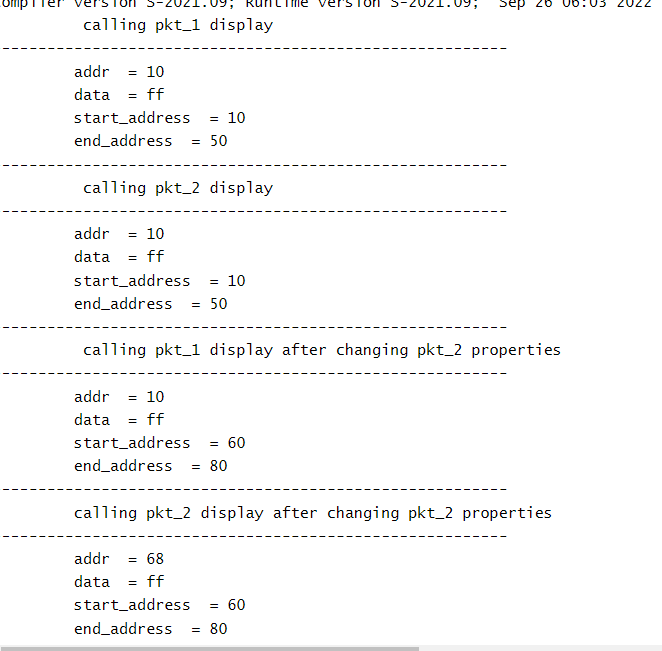 ompiler version S-2021.09; Runtime version S-2021.09;  Sep 26 06:03 2022
calling pkt_1 display
--------------------------------------------------------
addr  = 10
data  = ff
start_address  = 10
end_address  = 50
--------------------------------------------------------
calling pkt_2 display
--------------------------------------------------------
addr  = 10
data  = ff
start_address  = 10
end_address  = 50
--------------------------------------------------------
calling pkt_1 display after changing pkt_2 properties
--------------------------------------------------------
addr  = 10
data  = ff
start_address  = 60
end_address  = 80
--------------------------------------------------------
calling pkt_2 display after changing pkt_2 properties
--------------------------------------------------------
addr  = 68
data  = ff
start_address  = 60
end_address  = 80